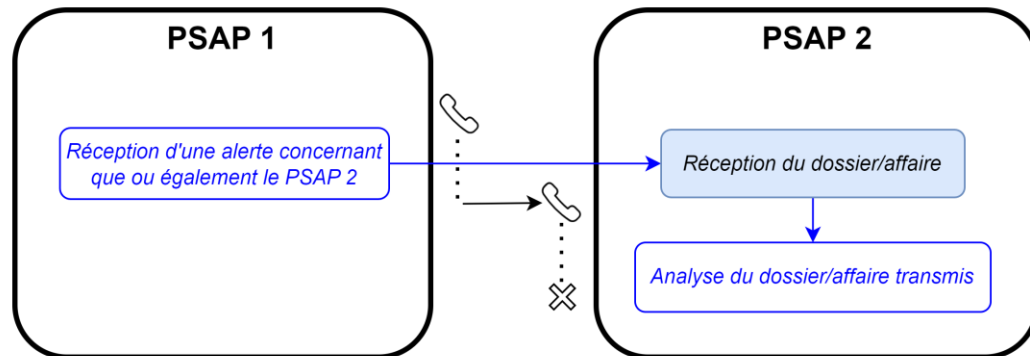 PSAP 1
PSAP 2
Réception d'une alerte concernant
que ou également le PSAP 2
Réception du dossier/affaire
Analyse du dossier/affaire transmis